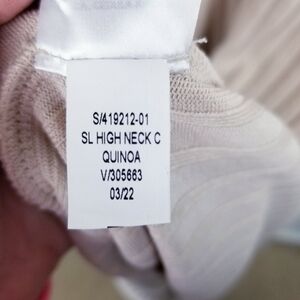 S/419212-01
SL HIGH NECK C
QUINOA
V/305663
03/22